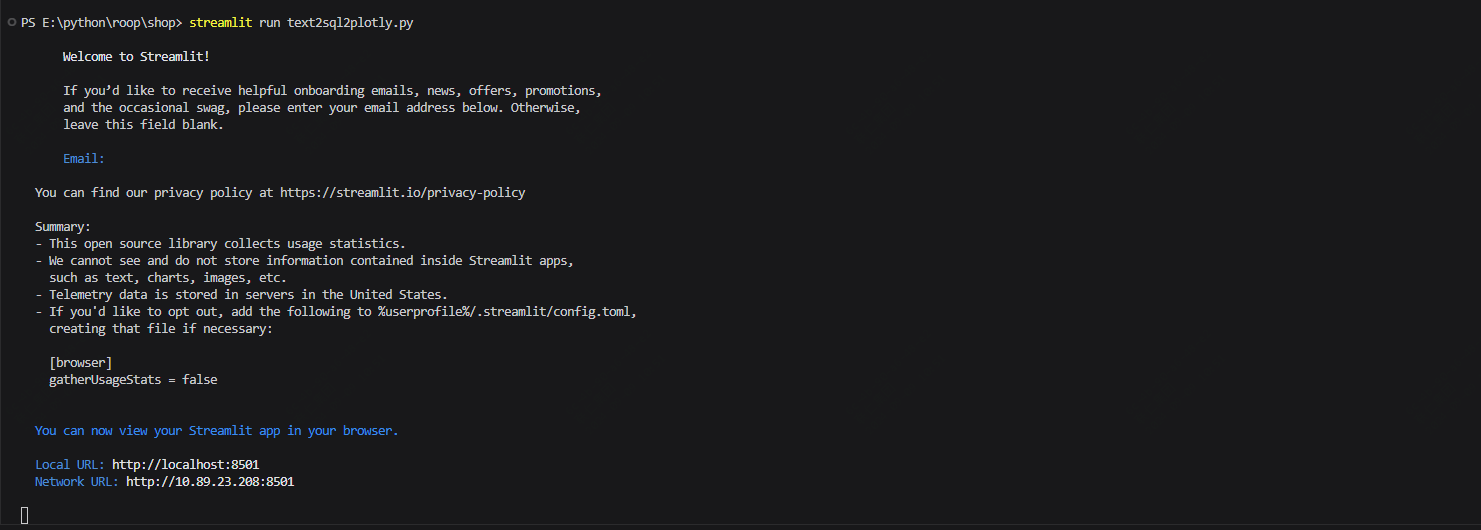 PS E:\python\roop\shop> streamlit run text2sql2plotly.py
Welcome to Streamlit!
If you’d like to receive helpful onboarding emails, news, offers, promotions,
and the occasional swag, please enter your email address below. Otherwise,
leave this field blank.
Email:
You can find our privacy policy at https://streamlit.io/privacy-policy
Summary:
- This open source library collects usage statistics.
- We cannot see and do not store information contained inside Streamlit apps,
such as text, charts, images, etc.
- Telemetry data is stored in servers in the United States.
- If you'd like to opt out, add the following to %userprofile%/.streamlit/config.toml,
creating that file if necessary:
[browser]
gatherUsageStats = false
You can now view your Streamlit app in your browser.
Local URL: http://localhost:8501
Network URL: http://10.89.23.208:8501